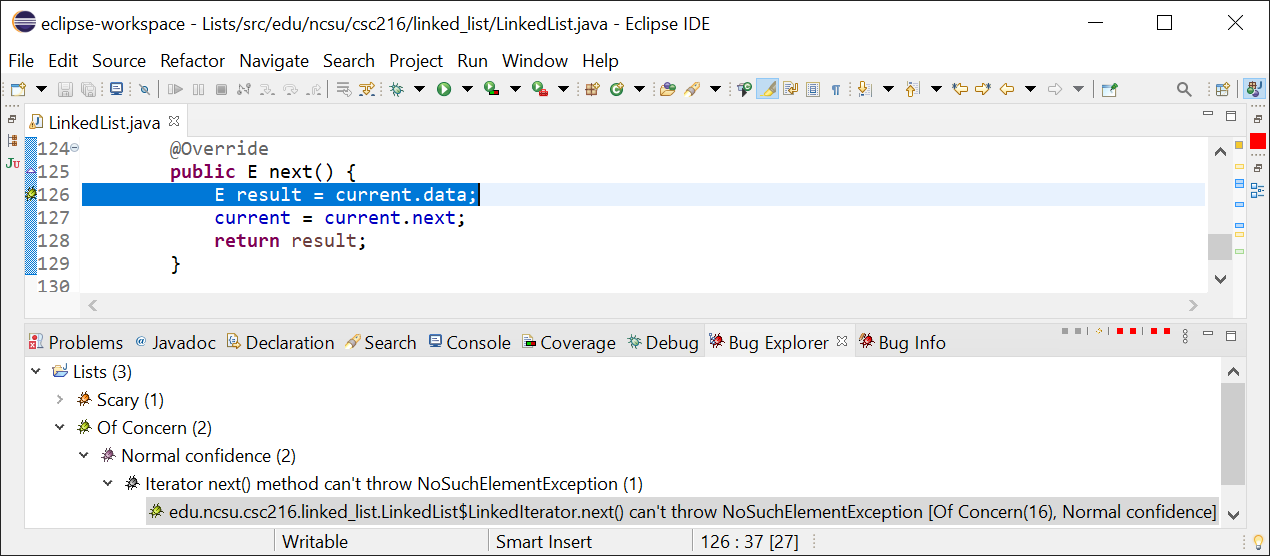 eclipse-workspace - Lists/src/edu/ncsu/csc216/linked_list/LinkedList.java - Eclipse IDE
File Edit Source Refactor Navigate Search Project Run Window Help
LinkedList.java
124 @Override
125 public E next() {
126 E result = current.data;
127 current = current.next;
128 return result;
129 }
130
Problems @ Javadoc Declaration Search Console Coverage Debug Bug Explorer Bug Info
Lists (3)
Scary (1)
Of Concern (2)
Normal confidence (2)
Iterator next() method can't throw NoSuchElementException (1)
edu.ncsu.csc216.linked_list.LinkedList$LinkedIterator.next() can't throw NoSuchElementException [Of Concern(16), Normal confidence]
Writable Smart Insert 126 : 37 [27]